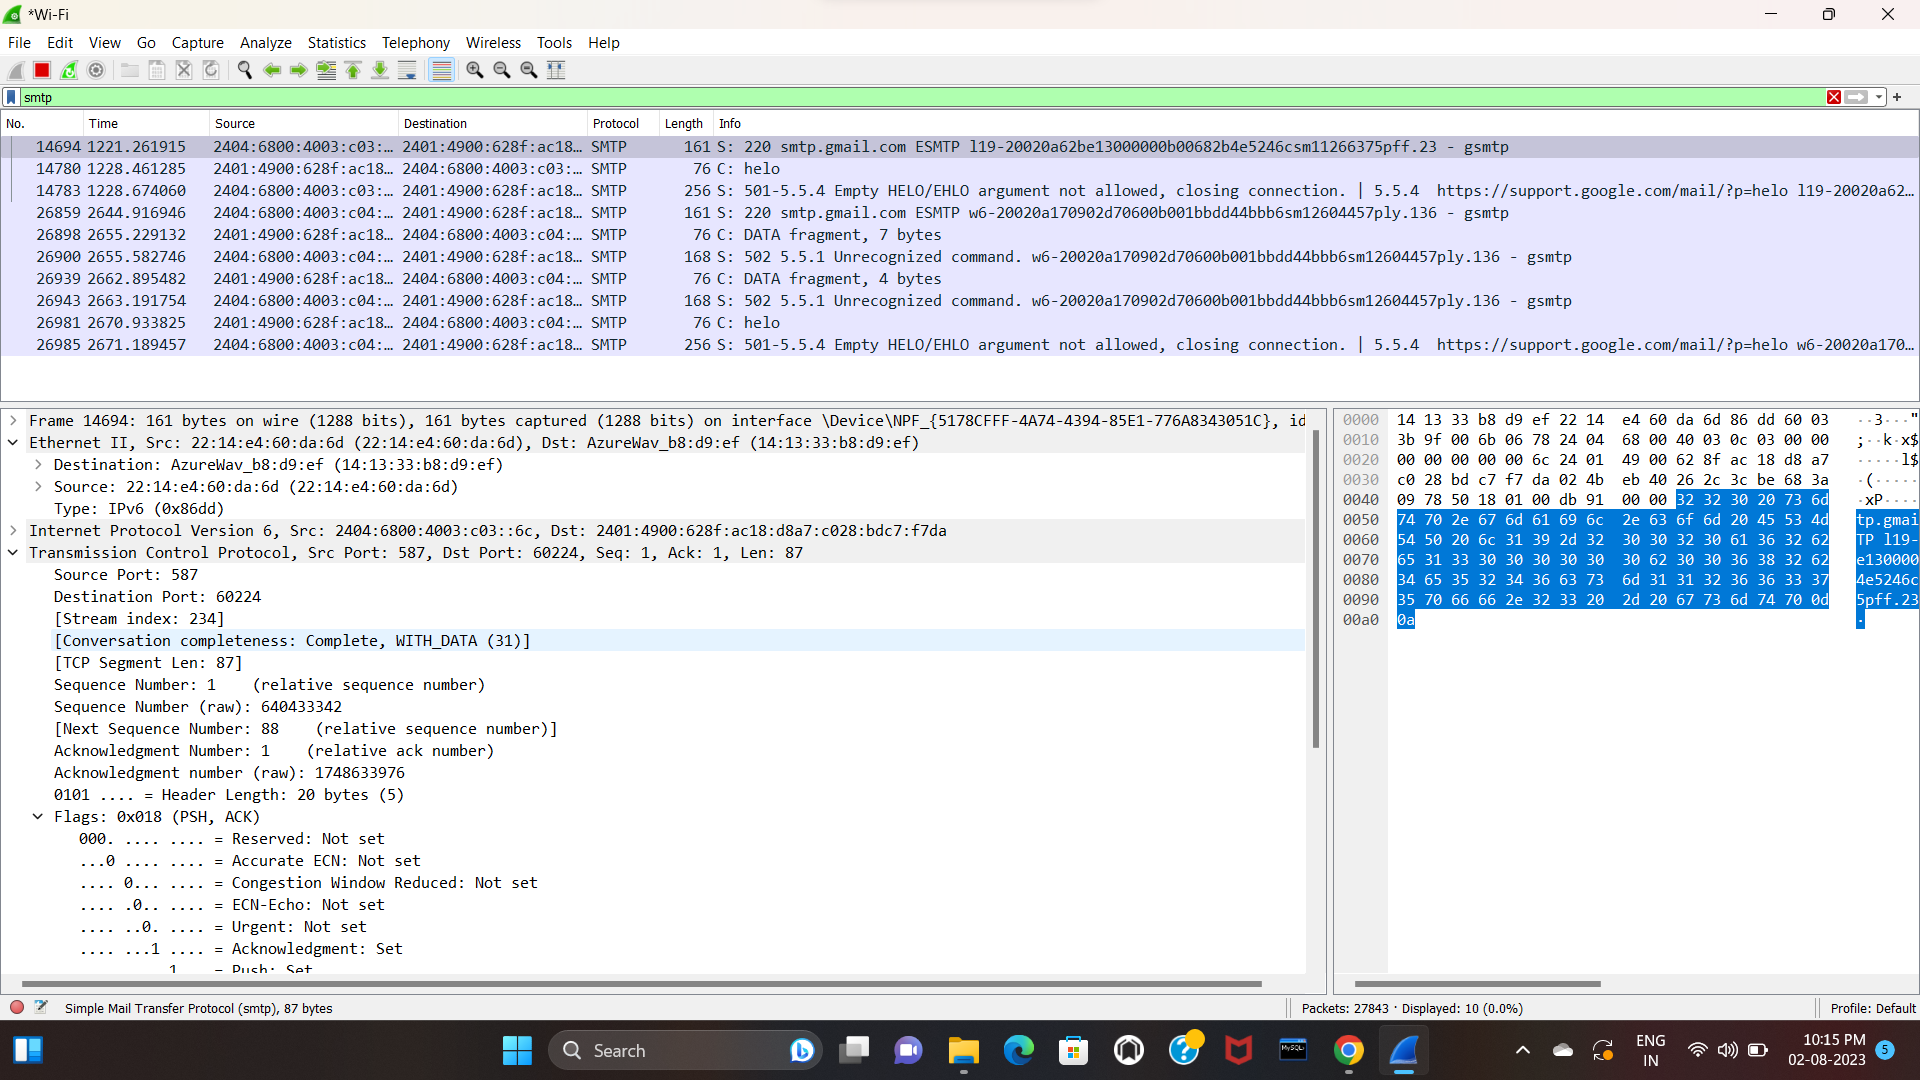 *Wi-Fi
File Edit View Go Capture Analyze Statistics Telephony Wireless Tools Help
smtp
No. Time Source Destination Protocol Length Info
14694 1221.261915 2404:6800:4003:c03:… 2401:4900:628f:ac18… SMTP 161 S: 220 smtp.gmail.com ESMTP l19-20020a62be13000000b00682b4e5246csm11266375pff.23 - gsmtp
14780 1228.461285 2401:4900:628f:ac18… 2404:6800:4003:c03:… SMTP 76 C: helo
14783 1228.674060 2404:6800:4003:c03:… 2401:4900:628f:ac18… SMTP 256 S: 501-5.5.4 Empty HELO/EHLO argument not allowed, closing connection. | 5.5.4 https://support.google.com/mail/?p=helo l19-20020a62…
26859 2644.916946 2404:6800:4003:c04:… 2401:4900:628f:ac18… SMTP 161 S: 220 smtp.gmail.com ESMTP w6-20020a170902d70600b001bbdd44bbb6sm12604457ply.136 - gsmtp
26898 2655.229132 2401:4900:628f:ac18… 2404:6800:4003:c04:… SMTP 76 C: DATA fragment, 7 bytes
26900 2655.582746 2404:6800:4003:c04:… 2401:4900:628f:ac18… SMTP 168 S: 502 5.5.1 Unrecognized command. w6-20020a170902d70600b001bbdd44bbb6sm12604457ply.136 - gsmtp
26939 2662.895482 2401:4900:628f:ac18… 2404:6800:4003:c04:… SMTP 76 C: DATA fragment, 4 bytes
26943 2663.191754 2404:6800:4003:c04:… 2401:4900:628f:ac18… SMTP 168 S: 502 5.5.1 Unrecognized command. w6-20020a170902d70600b001bbdd44bbb6sm12604457ply.136 - gsmtp
26981 2670.933825 2401:4900:628f:ac18… 2404:6800:4003:c04:… SMTP 76 C: helo
26985 2671.189457 2404:6800:4003:c04:… 2401:4900:628f:ac18… SMTP 256 S: 501-5.5.4 Empty HELO/EHLO argument not allowed, closing connection. | 5.5.4 https://support.google.com/mail/?p=helo w6-20020a170…
Frame 14694: 161 bytes on wire (1288 bits), 161 bytes captured (1288 bits) on interface \Device\NPF_{5178CFFF-4A74-4394-85E1-776A8343051C}, id
Ethernet II, Src: 22:14:e4:60:da:6d (22:14:e4:60:da:6d), Dst: AzureWav_b8:d9:ef (14:13:33:b8:d9:ef)
Destination: AzureWav_b8:d9:ef (14:13:33:b8:d9:ef)
Source: 22:14:e4:60:da:6d (22:14:e4:60:da:6d)
Type: IPv6 (0x86dd)
Internet Protocol Version 6, Src: 2404:6800:4003:c03::6c, Dst: 2401:4900:628f:ac18:d8a7:c028:bdc7:f7da
Transmission Control Protocol, Src Port: 587, Dst Port: 60224, Seq: 1, Ack: 1, Len: 87
Source Port: 587
Destination Port: 60224
[Stream index: 234]
[Conversation completeness: Complete, WITH_DATA (31)]
[TCP Segment Len: 87]
Sequence Number: 1 (relative sequence number)
Sequence Number (raw): 640433342
[Next Sequence Number: 88 (relative sequence number)]
Acknowledgment Number: 1 (relative ack number)
Acknowledgment number (raw): 1748633976
0101 .... = Header Length: 20 bytes (5)
Flags: 0x018 (PSH, ACK)
000. .... .... = Reserved: Not set
...0 .... .... = Accurate ECN: Not set
.... 0... .... = Congestion Window Reduced: Not set
.... .0.. .... = ECN-Echo: Not set
.... ..0. .... = Urgent: Not set
.... ...1 .... = Acknowledgment: Set
1 = Push: Set
0000 14 13 33 b8 d9 ef 22 14 e4 60 da 6d 86 dd 60 03 ··3···"
0010 3b 9f 00 6b 06 78 24 04 68 00 40 03 0c 03 00 00 ;··k·x$
0020 00 00 00 00 00 6c 24 01 49 00 62 8f ac 18 d8 a7 ·····l$
0030 c0 28 bd c7 f7 da 02 4b eb 40 26 2c 3c be 68 3a ·(·····
0040 09 78 50 18 01 00 db 91 00 00 32 32 30 20 73 6d ·xP····
0050 74 70 2e 67 6d 61 69 6c 2e 63 6f 6d 20 45 53 4d tp.gmai
0060 54 50 20 6c 31 39 2d 32 30 30 32 30 61 36 32 62 TP l19-
0070 65 31 33 30 30 30 30 30 30 62 30 30 36 38 32 62 e130000
0080 34 65 35 32 34 36 63 73 6d 31 31 32 36 36 33 37 4e5246c
0090 35 70 66 66 2e 32 33 20 2d 20 67 73 6d 74 70 0d 5pff.23
00a0 0a ·
Simple Mail Transfer Protocol (smtp), 87 bytes
Packets: 27843 · Displayed: 10 (0.0%)
Profile: Default
Search
MySQL
ENG
IN
10:15 PM
02-08-2023
5